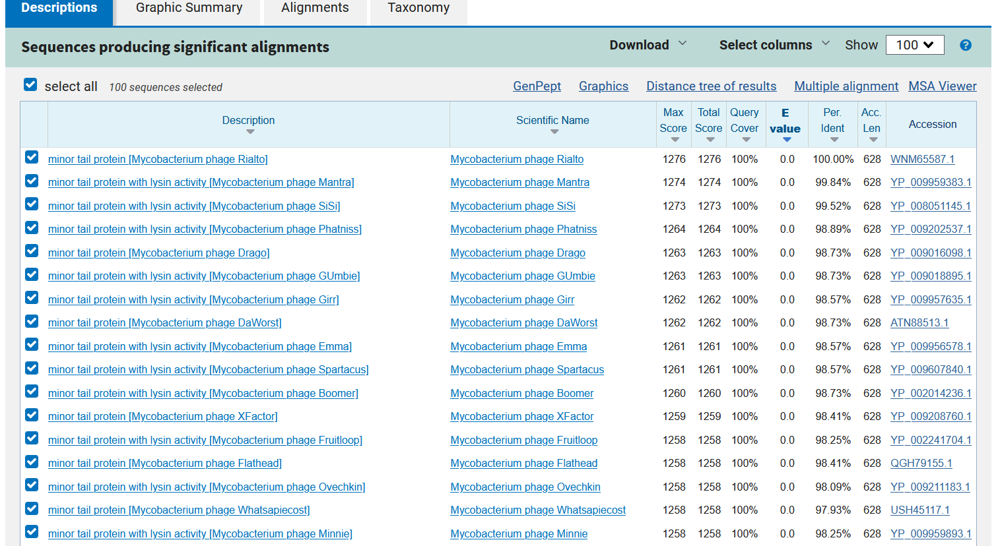 Descriptions Graphic Summary Alignments Taxonomy
Sequences producing significant alignments Download Select columns Show 100 ?
select all 100 sequences selected GenPept Graphics Distance tree of results Multiple alignment MSA Viewer
Description Scientific Name Max Score Total Score Query Cover E value Per. Ident Acc. Len Accession
minor tail protein [Mycobacterium phage Rialto] Mycobacterium phage Rialto 1276 1276 100% 0.0 100.00% 628 WNM65587.1
minor tail protein with lysin activity [Mycobacterium phage Mantra] Mycobacterium phage Mantra 1274 1274 100% 0.0 99.84% 628 YP_009959383.1
minor tail protein with lysin activity [Mycobacterium phage SiSi] Mycobacterium phage SiSi 1273 1273 100% 0.0 99.52% 628 YP_008051145.1
minor tail protein with lysin activity [Mycobacterium phage Phatniss] Mycobacterium phage Phatniss 1264 1264 100% 0.0 98.89% 628 YP_009202537.1
minor tail protein [Mycobacterium phage Drago] Mycobacterium phage Drago 1263 1263 100% 0.0 98.73% 628 YP_009016098.1
minor tail protein with lysin activity [Mycobacterium phage GUmbie] Mycobacterium phage GUmbie 1263 1263 100% 0.0 98.73% 628 YP_009018895.1
minor tail protein with lysin activity [Mycobacterium phage Girr] Mycobacterium phage Girr 1262 1262 100% 0.0 98.57% 628 YP_009957635.1
minor tail protein [Mycobacterium phage DaWorst] Mycobacterium phage DaWorst 1262 1262 100% 0.0 98.73% 628 ATN88513.1
minor tail protein with lysin activity [Mycobacterium phage Emma] Mycobacterium phage Emma 1261 1261 100% 0.0 98.57% 628 YP_009956578.1
minor tail protein with lysin activity [Mycobacterium phage Spartacus] Mycobacterium phage Spartacus 1261 1261 100% 0.0 98.57% 628 YP_009607840.1
minor tail protein with lysin activity [Mycobacterium phage Boomer] Mycobacterium phage Boomer 1260 1260 100% 0.0 98.73% 628 YP_002014236.1
minor tail protein [Mycobacterium phage XFactor] Mycobacterium phage XFactor 1259 1259 100% 0.0 98.41% 628 YP_009208760.1
minor tail protein with lysin activity [Mycobacterium phage Fruitloop] Mycobacterium phage Fruitloop 1258 1258 100% 0.0 98.25% 628 YP_002241704.1
minor tail protein [Mycobacterium phage Flathead] Mycobacterium phage Flathead 1258 1258 100% 0.0 98.41% 628 QGH79155.1
minor tail protein with lysin activity [Mycobacterium phage Ovechkin] Mycobacterium phage Ovechkin 1258 1258 100% 0.0 98.09% 628 YP_009211183.1
minor tail protein [Mycobacterium phage Whatsapiecost] Mycobacterium phage Whatsapiecost 1258 1258 100% 0.0 97.93% 628 USH45117.1
minor tail protein with lysin activity [Mycobacterium phage Minnie] Mycobacterium phage Minnie 1258 1258 100% 0.0 98.25% 628 YP_009959893.1